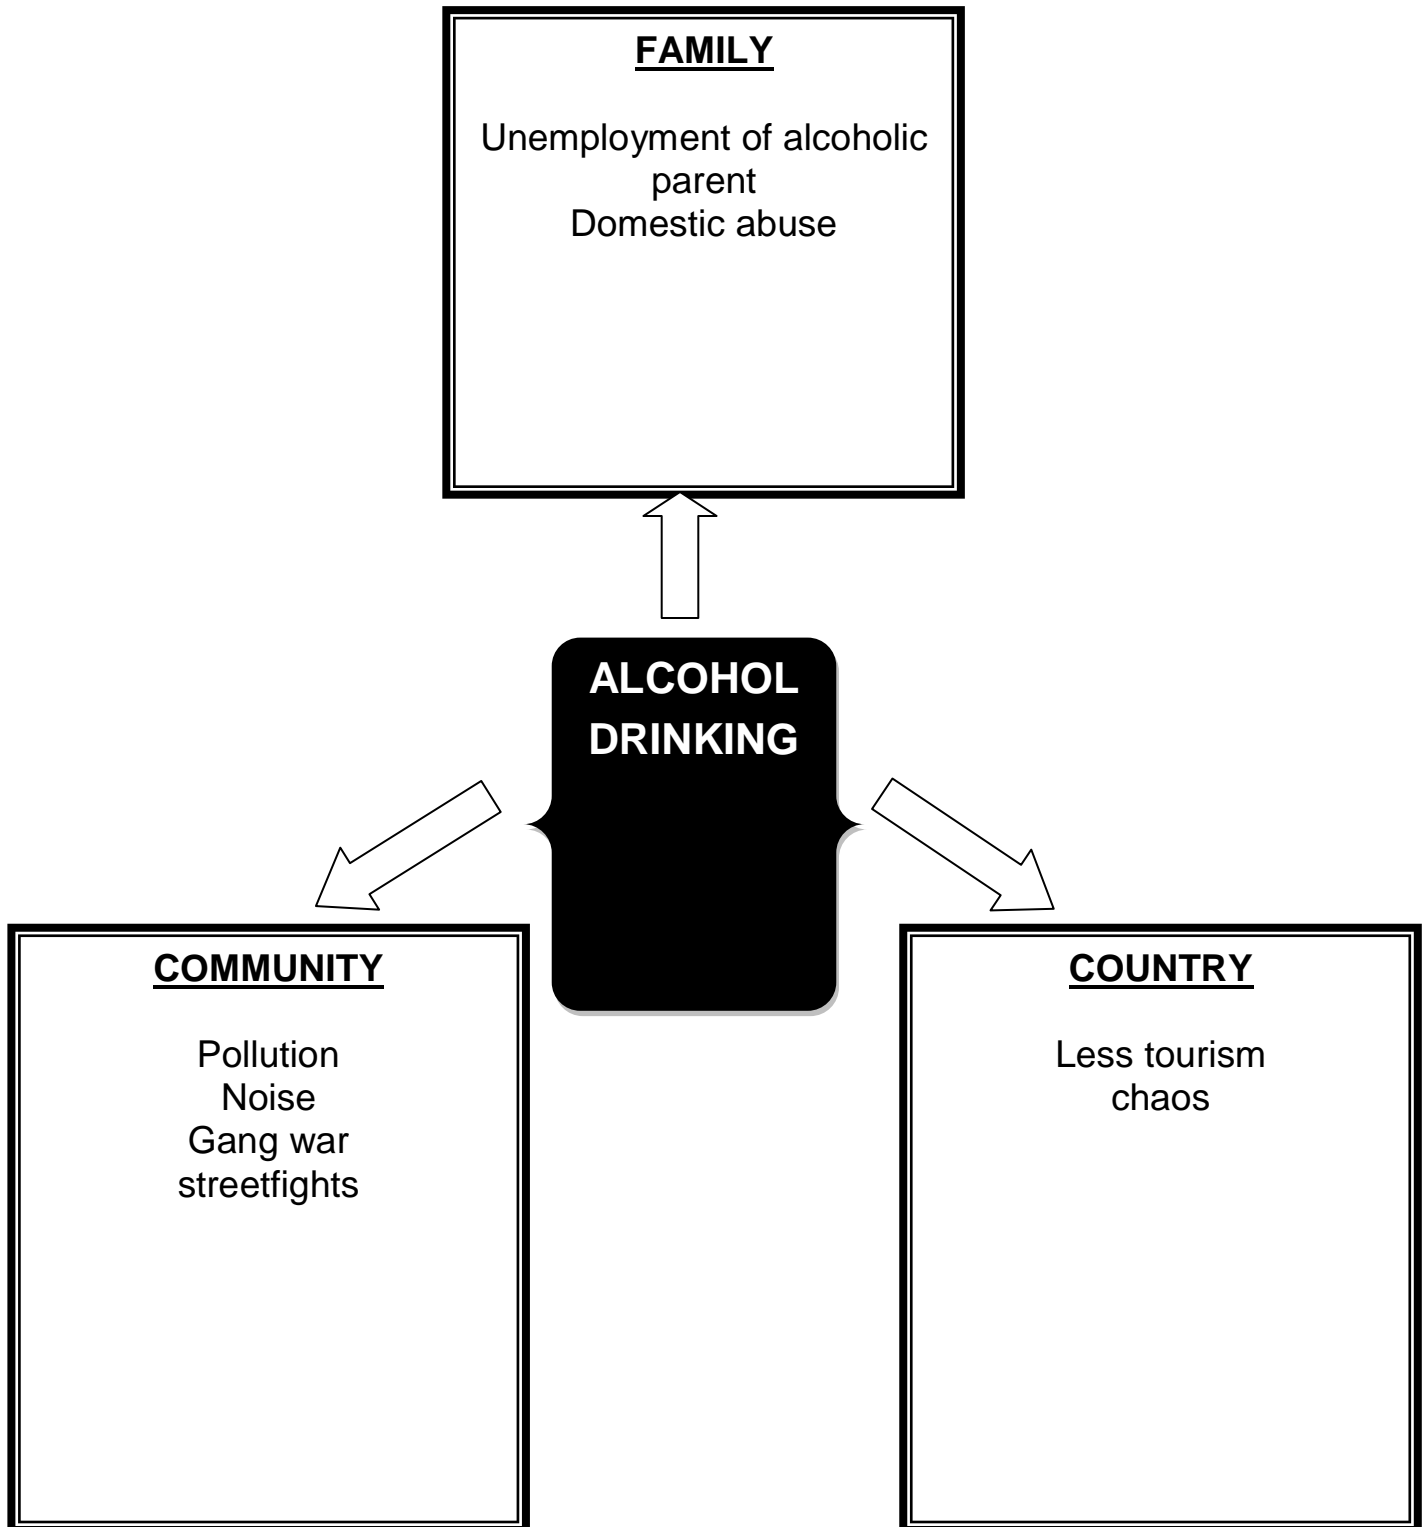 FAMILY
Unemployment of alcoholic
parent
Domestic abuse
ALCOHOL
DRINKING
COMMUNITY
Pollution
Noise
Gang war
streetfights
COUNTRY
Less tourism
chaos